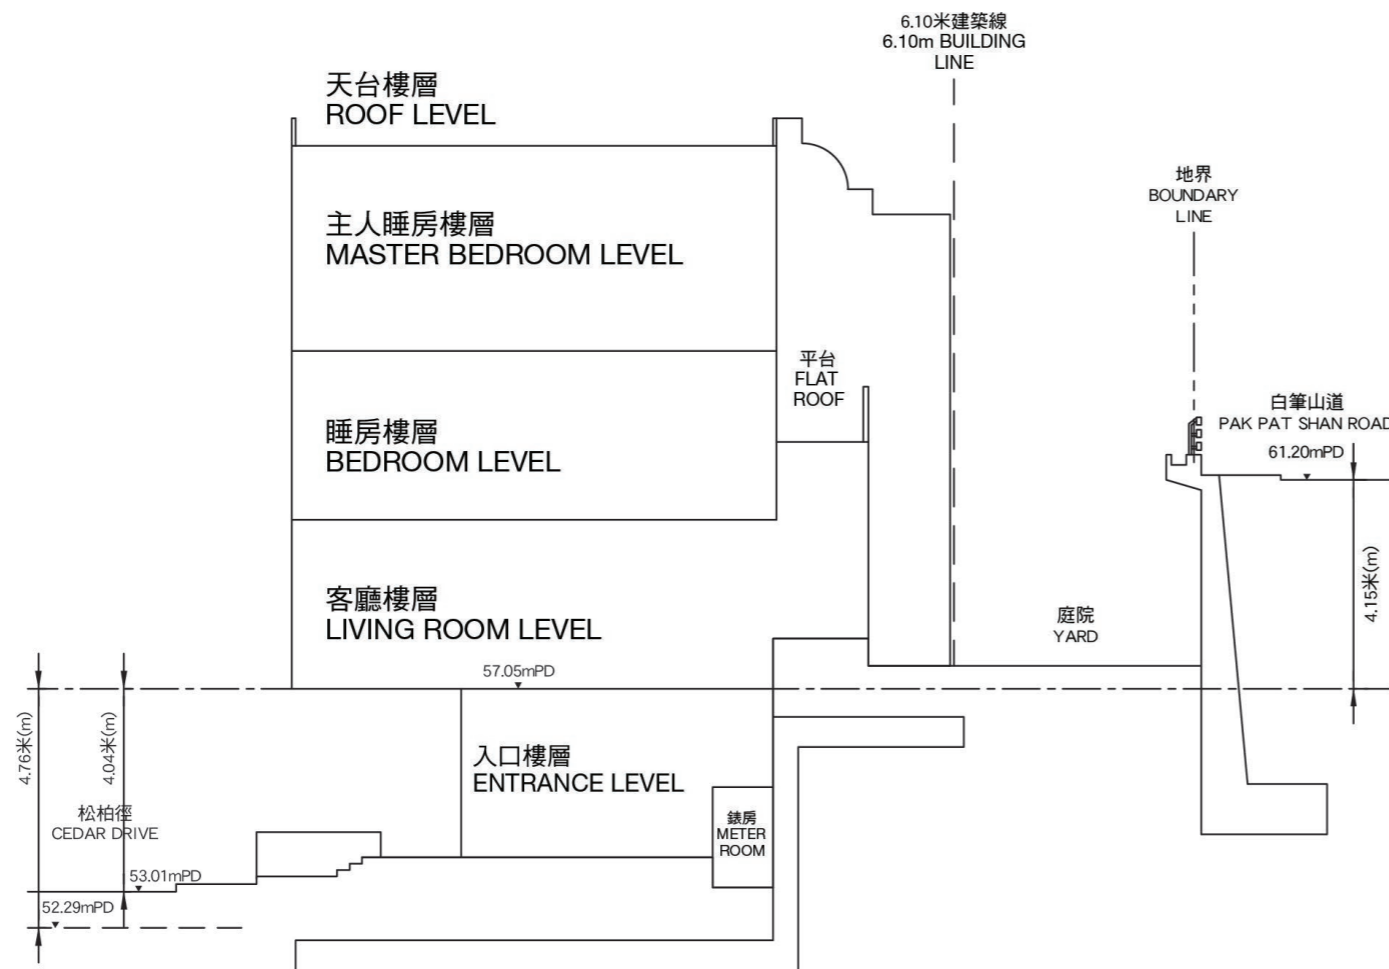 6.10米建築線
6.10m BUILDING
LINE
天台樓層
ROOF LEVEL
地界
BOUNDARY
LINE
主人睡房樓層
MASTER BEDROOM LEVEL
平台
FLAT
ROOF
白筆山道
PAK PAT SHAN ROAD
61.20mPD
睡房樓層
BEDROOM LEVEL
4.15米(m)
客廳樓層
LIVING ROOM LEVEL
庭院
YARD
57.05mPD
4.76米(m)
4.04米(m)
入口樓層
ENTRANCE LEVEL
松柏徑
CEDAR DRIVE
錶房
METER
ROOM
53.01mPD
52.29mPD